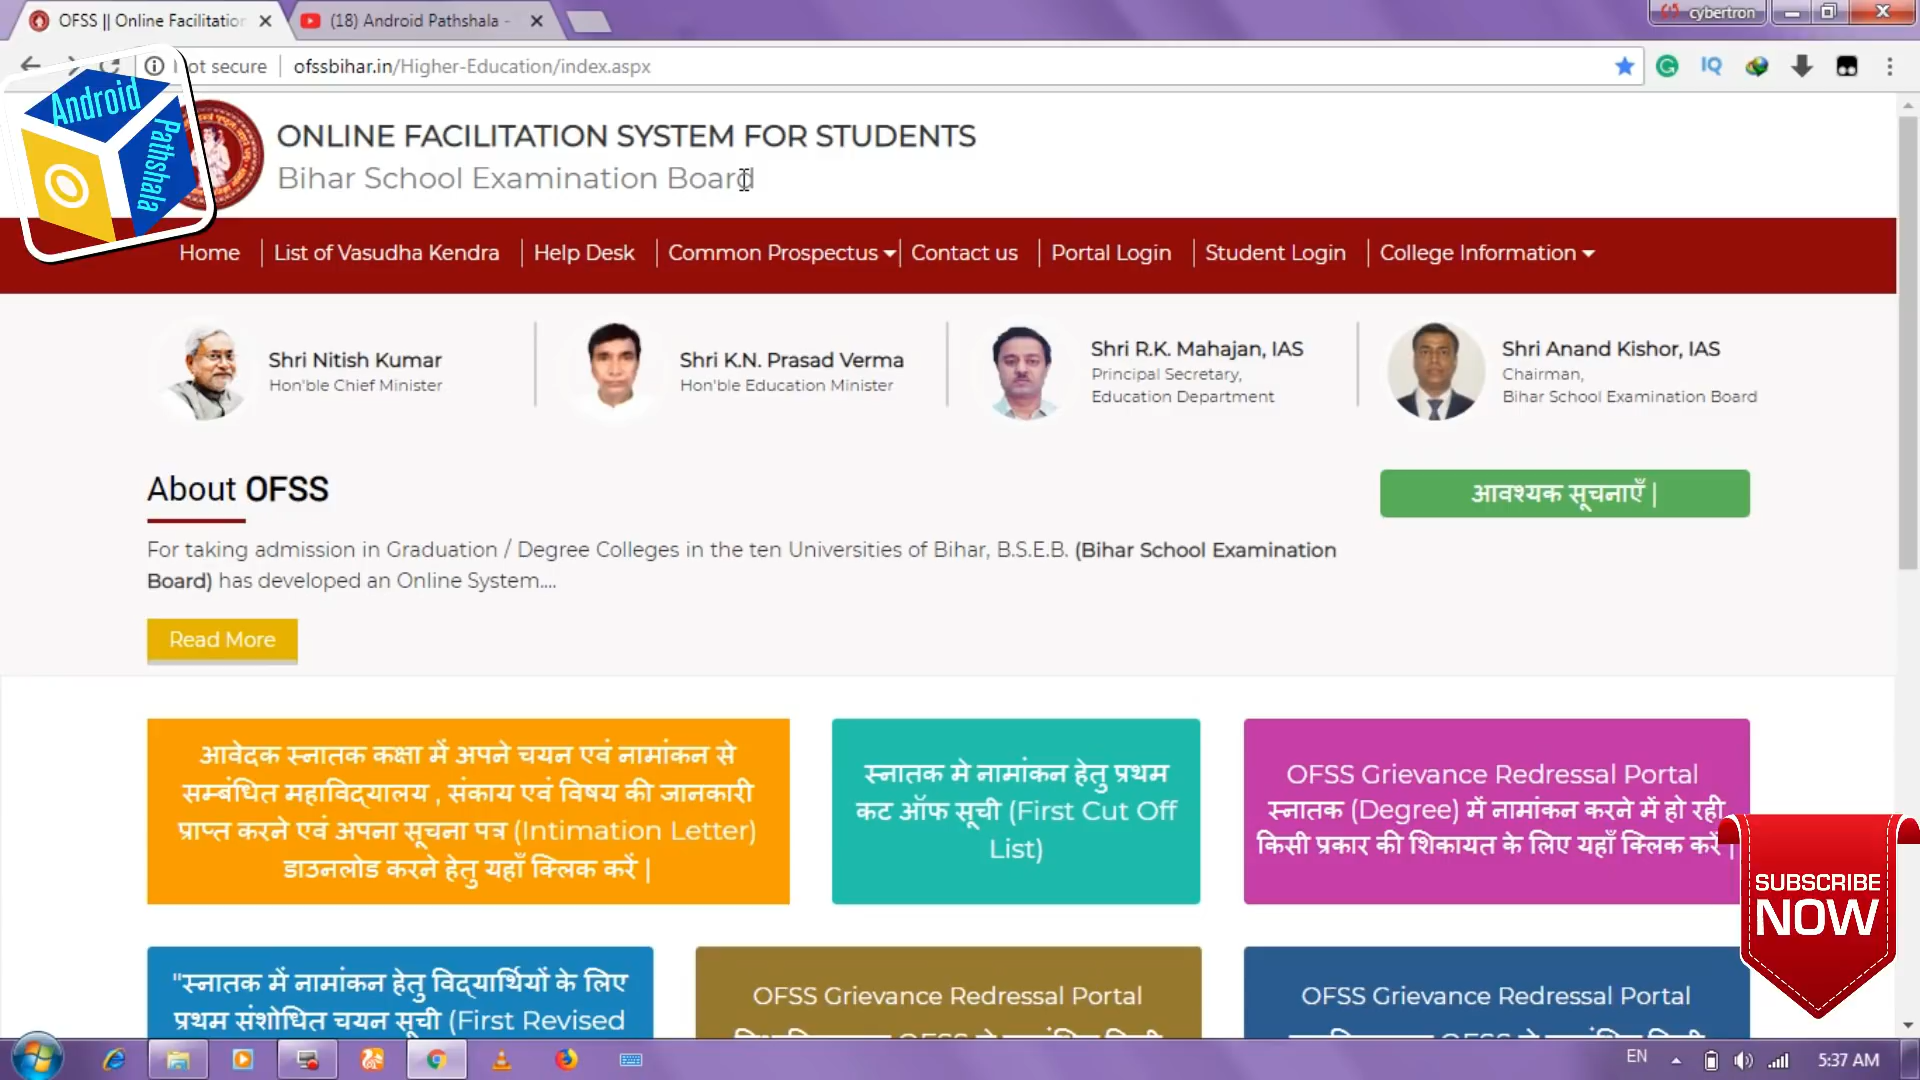 OFSS || Online Facilitation
(18) Android Pathshala -
cybertron
ot secure
ofssbihar.in/Higher-Education/index.aspx
IQ
Android
Pathshala
ONLINE FACILITATION SYSTEM FOR STUDENTS
Bihar School Examination Board
Home
List of Vasudha Kendra
Help Desk
Common Prospectus
Contact us
Portal Login
Student Login
College Information
Shri Nitish Kumar
Hon'ble Chief Minister
Shri K.N. Prasad Verma
Hon'ble Education Minister
Shri R.K. Mahajan, IAS
Principal Secretary,
Education Department
Shri Anand Kishor, IAS
Chairman,
Bihar School Examination Board
About OFSS
आवश्यक सूचनाएँ |
For taking admission in Graduation / Degree Colleges in the ten Universities of Bihar, B.S.E.B. (Bihar School Examination
Board) has developed an Online System....
Read More
आवेदक स्नातक कक्षा में अपने चयन एवं नामांकन से
सम्बंधित महाविद्यालय , संकाय एवं विषय की जानकारी
प्राप्त करने एवं अपना सूचना पत्र (Intimation Letter)
डाउनलोड करने हेतु यहाँ क्लिक करें |
स्नातक मे नामांकन हेतु प्रथम
कट ऑफ सूची (First Cut Off
List)
OFSS Grievance Redressal Portal
स्नातक (Degree) में नामांकन करने में हो रही
किसी प्रकार की शिकायत के लिए यहाँ क्लिक करें |
SUBSCRIBE
NOW
"स्नातक में नामांकन हेतु विद्यार्थियों के लिए
प्रथम संशोधित चयन सूची (First Revised
OFSS Grievance Redressal Portal
OFSS Grievance Redressal Portal
EN
5:37 AM